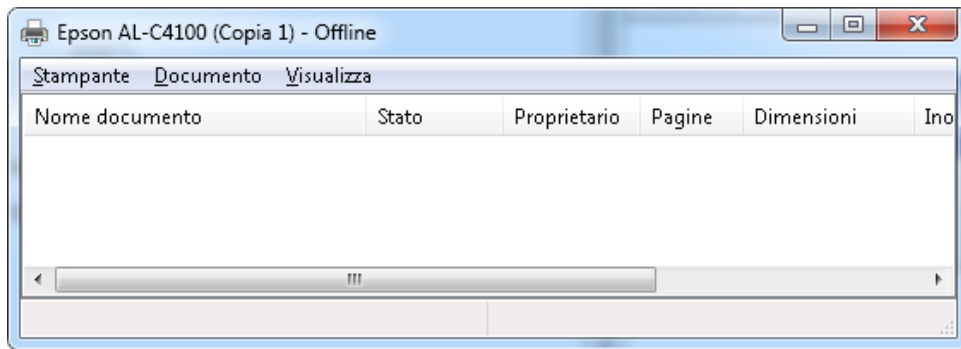 Epson AL-C4100 (Copia 1) - Offline
Stampante Documento Visualizza
Nome documento Stato Proprietario Pagine Dimensioni Ino